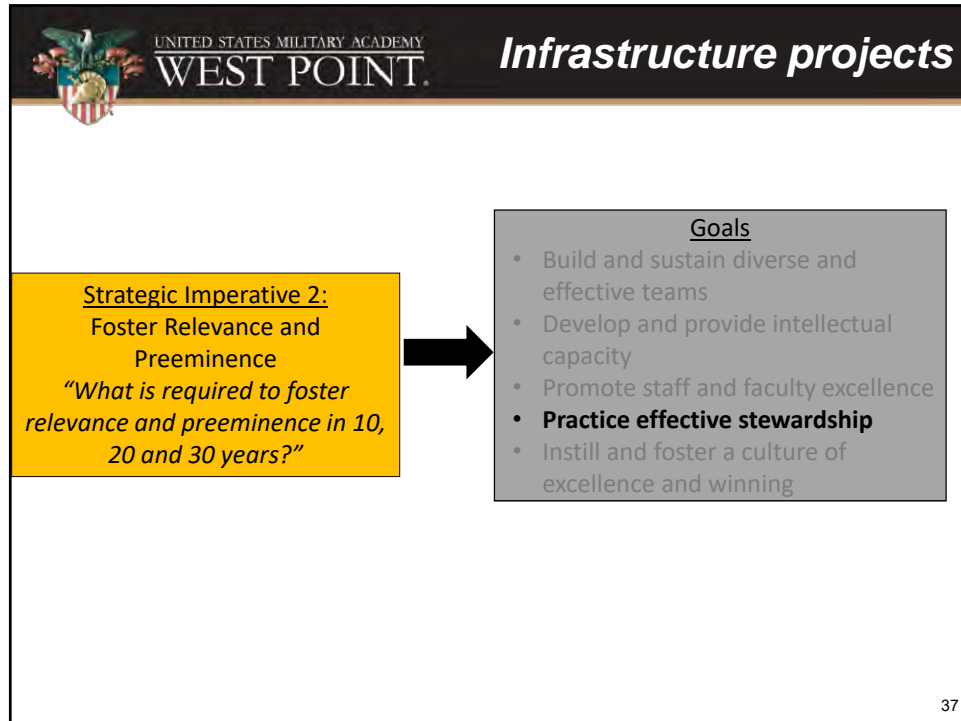 UNITED STATES MILITARY ACADEMY
WEST POINT.
Infrastructure projects
Strategic Imperative 2:
Foster Relevance and
Preeminence
“What is required to foster
relevance and preeminence in 10,
20 and 30 years?”
Goals
• Build and sustain diverse and
effective teams
• Develop and provide intellectual
capacity
• Promote staff and faculty excellence
• Practice effective stewardship
• Instill and foster a culture of
excellence and winning
37